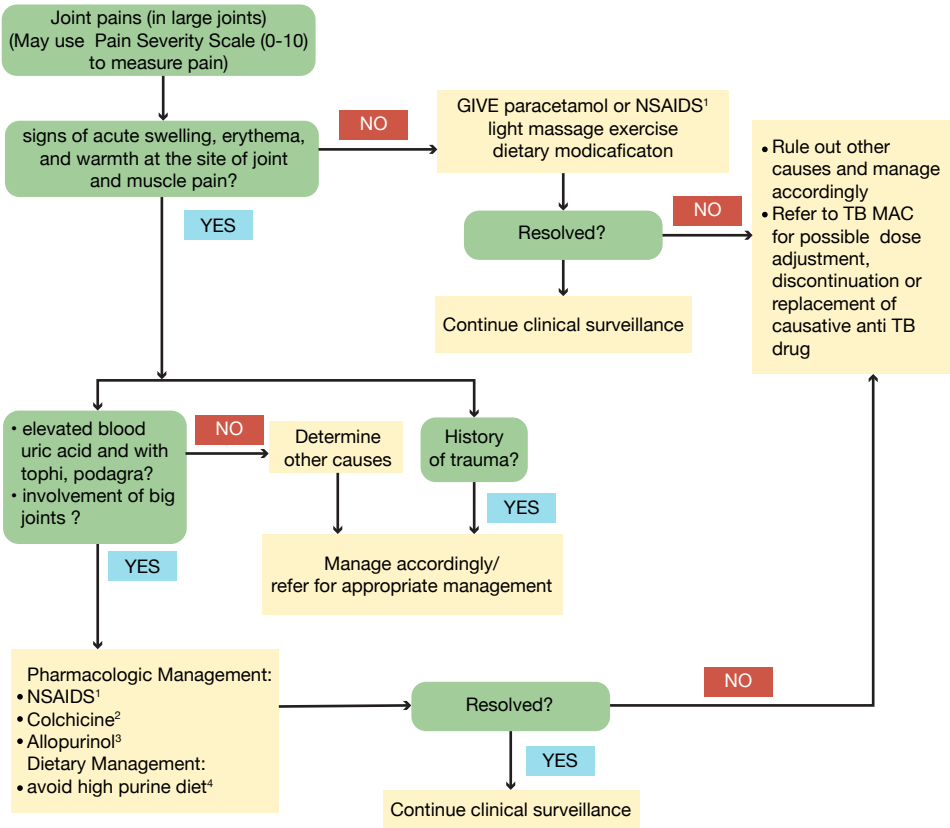 Joint pains (in large joints)
(May use Pain Severity Scale (0-10)
to measure pain)
signs of acute swelling, erythema,
and warmth at the site of joint
and muscle pain?
NO
GIVE paracetamol or NSAIDS¹
light massage exercise
dietary modicaficaton
Resolved?
NO
• Rule out other
causes and manage
accordingly
• Refer to TB MAC
for possible dose
adjustment,
discontinuation or
replacement of
causative anti TB
drug
Continue clinical surveillance
YES
• elevated blood
uric acid and with
tophi, podagra?
• involvement of big
joints ?
NO
Determine
other causes
History
of trauma?
YES
Manage accordingly/
refer for appropriate management
YES
Pharmacologic Management:
• NSAIDS¹
• Colchicine²
• Allopurinol³
Dietary Management:
• avoid high purine diet⁴
Resolved?
NO
YES
Continue clinical surveillance